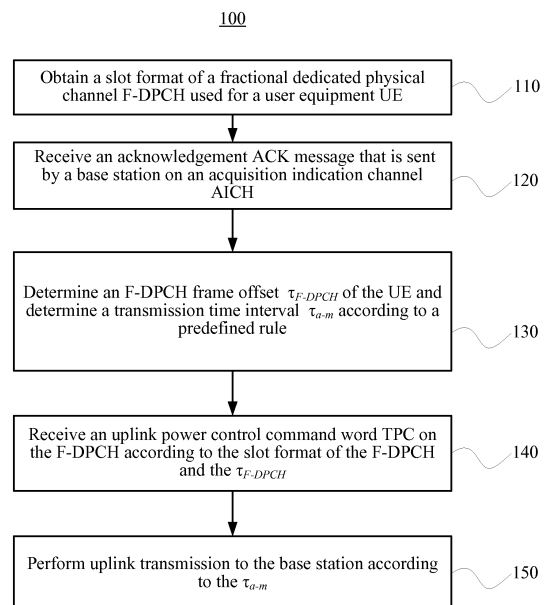 100
Obtain a slot format of a fractional dedicated physical
channel F-DPCH used for a user equipment UE
110
Receive an acknowledgement ACK message that is sent
by a base station on an acquisition indication channel
AICH
120
Determine an F-DPCH frame offset τF-DPCH of the UE and
determine a transmission time interval τa-m according to a
predefined rule
130
Receive an uplink power control command word TPC on
the F-DPCH according to the slot format of the F-DPCH
and the τF-DPCH
140
Perform uplink transmission to the base station according
to the τa-m
150